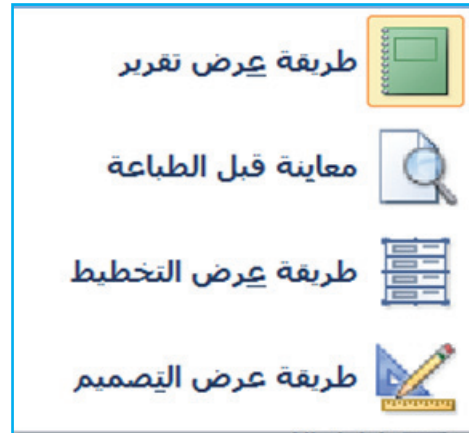 طريقة عرض تقرير
معاينة قبل الطباعة
طريقة عرض التخطيط
طريقة عرض التصميم